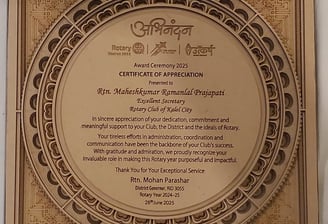 अभिनंदन
Rotary
Award Ceremony 2025
CERTIFICATE OF APPRECIATION
Presented to
Rtn. Maheshkumar Ramanlal Prajapati
Excellent Secretary
Rotary Club of Kalol City
In sincere appreciation of your dedication, commitment and
meaningful support to your Club, the District and the ideals of Rotary.
Your tireless efforts in administration, coordination and
communication have been the backbone of your Club's success.
With gratitude and admiration, we proudly recognize your
invaluable role in making this Rotary year purposeful and impactful.
Thank You for Your Exceptional Service
Rtn. Mohan Parashar
District Governor, RID 3055
Rotary Year 2024-25
29th June 2025